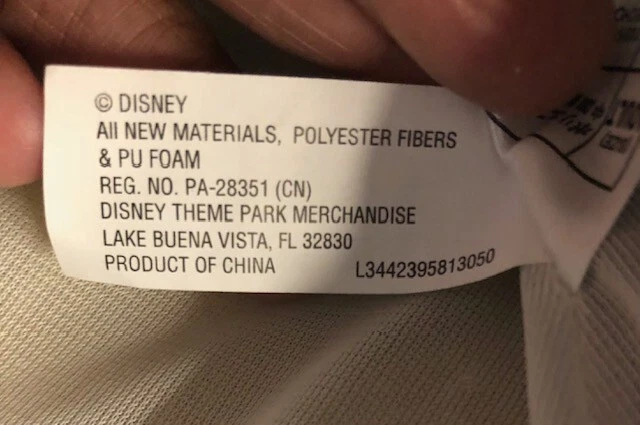 © DISNEY
All NEW MATERIALS, POLYESTER FIBERS
& PU FOAM
REG. NO. PA-28351 (CN)
DISNEY THEME PARK MERCHANDISE
LAKE BUENA VISTA, FL 32830
PRODUCT OF CHINA L3442395813050